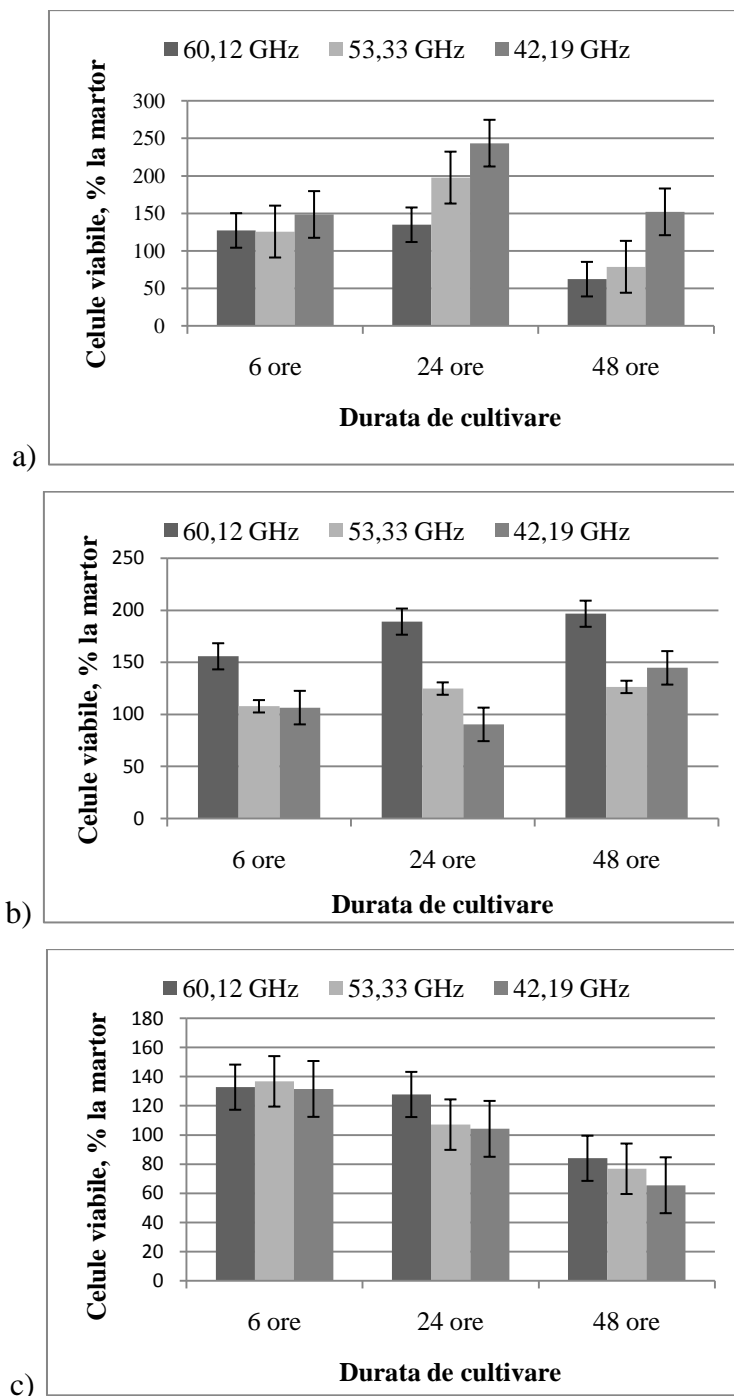 ■ 60,12 GHz ■ 53,33 GHz ■ 42,19 GHz
Celule viabile, % la martor
300
250
200
150
100
50
0
6 ore 24 ore 48 ore
Durata de cultivare
a)
■ 60,12 GHz ■ 53,33 GHz ■ 42,19 GHz
Celule viabile, % la martor
250
200
150
100
50
0
6 ore 24 ore 48 ore
Durata de cultivare
b)
■ 60,12 GHz ■ 53,33 GHz ■ 42,19 GHz
Celule viabile, % la martor
180
160
140
120
100
80
60
40
20
0
6 ore 24 ore 48 ore
Durata de cultivare
c)